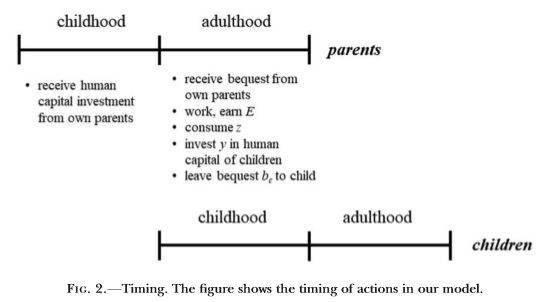 childhood adulthood
parents
• receive human
capital investment
from own parents
• receive bequest from
own parents
• work, earn E
• consume z
• invest y in human
capital of children
• leave bequest bc to child
childhood adulthood
children
FIG. 2.—Timing. The figure shows the timing of actions in our model.